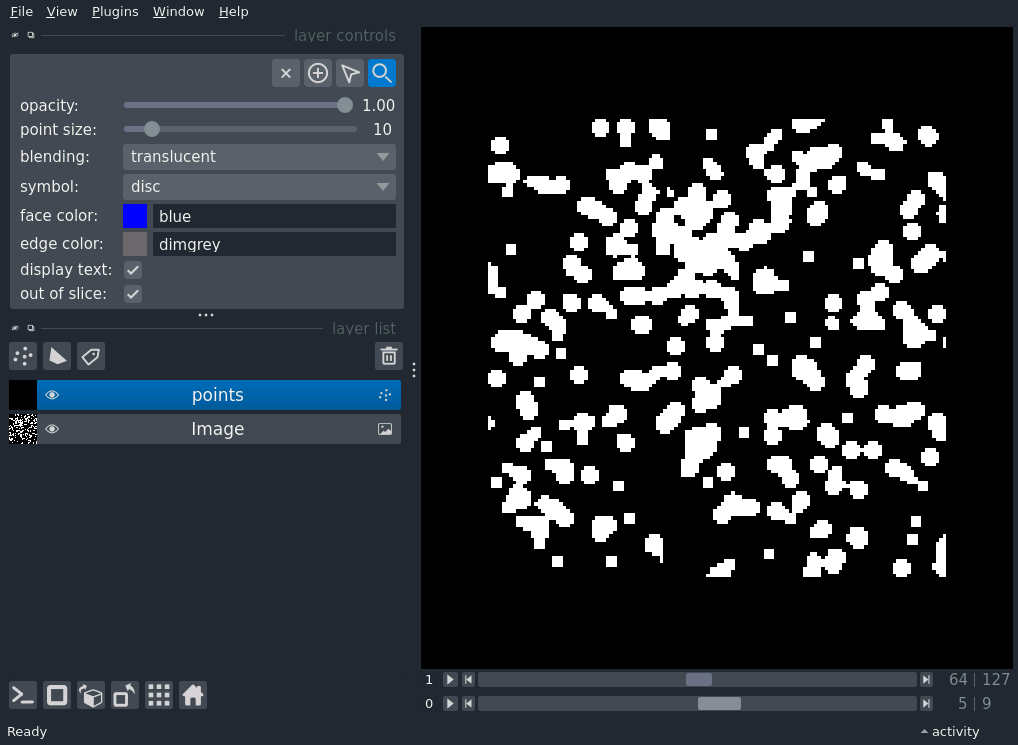 File View Plugins Window Help
layer controls
opacity: 1.00
point size: 10
blending: translucent
symbol: disc
face color: blue
edge color: dimgrey
display text:
out of slice:
layer list
points
Image
1 64 | 127
0 5 | 9
Ready activity